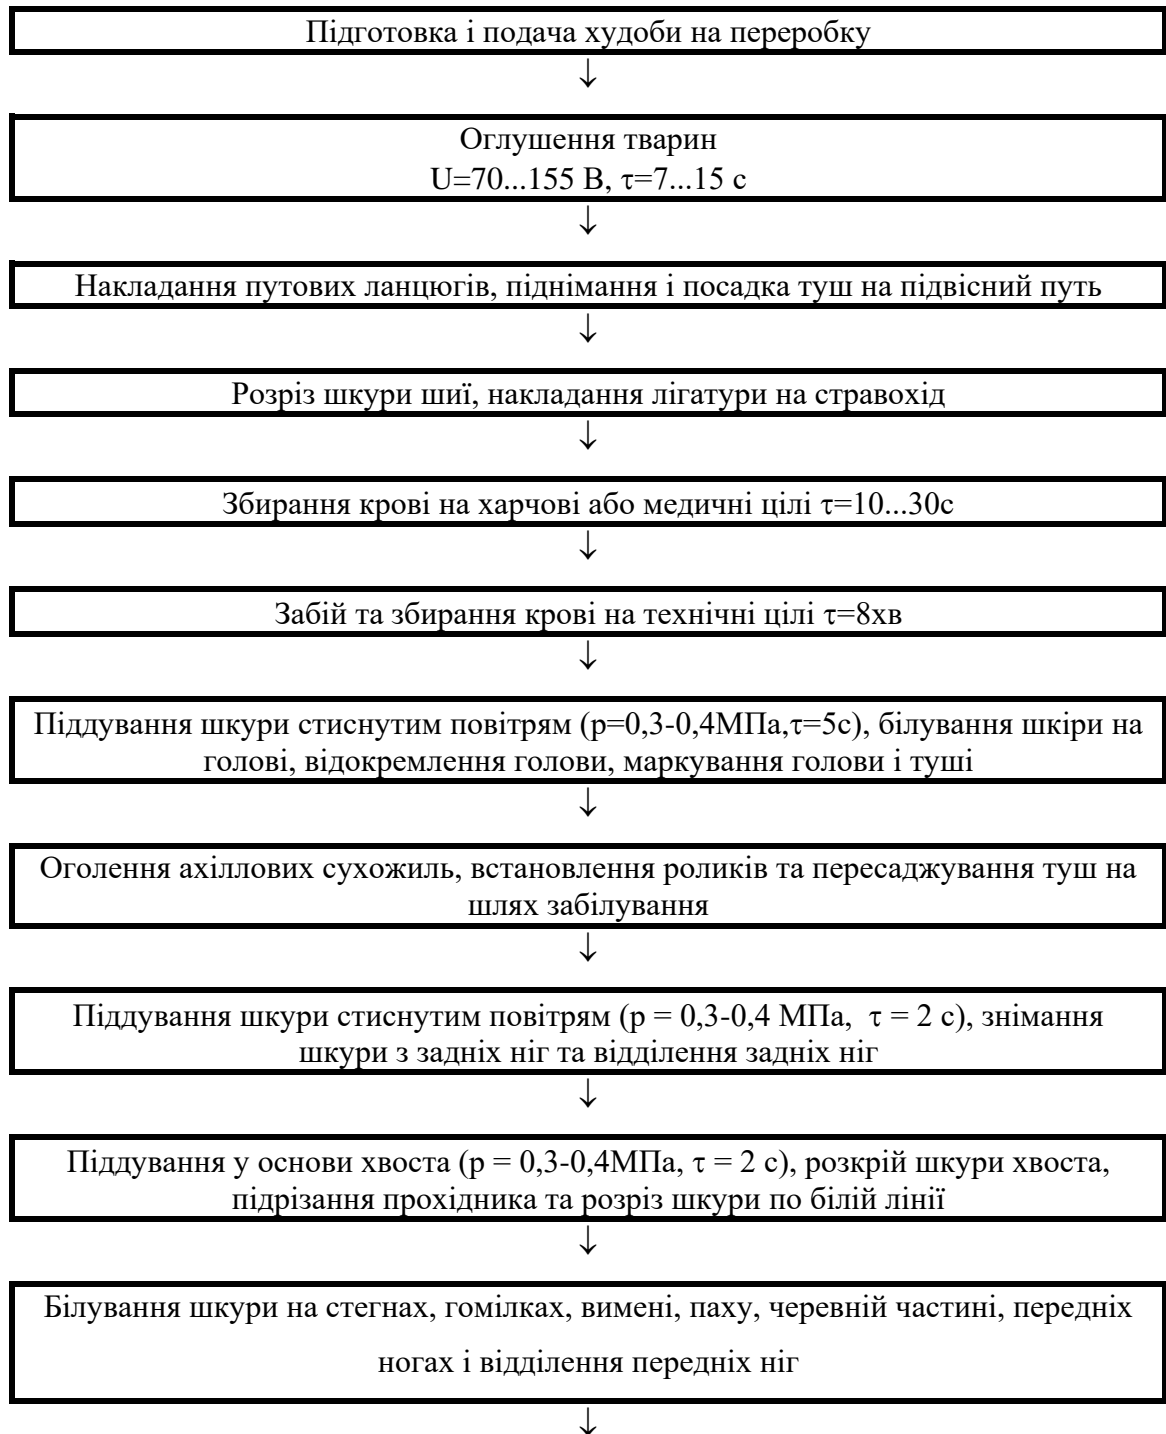 Підготовка і подача худоби на переробку
↓
Оглушення тварин
U=70...155 В, τ=7...15 с
↓
Накладання путових ланцюгів, піднімання і посадка туш на підвісний путь
↓
Розріз шкури шиї, накладання лігатури на стравохід
↓
Збирання крові на харчові або медичні цілі τ=10...30с
↓
Забій та збирання крові на технічні цілі τ=8хв
↓
Піддування шкури стиснутим повітрям (р=0,3-0,4МПа,τ=5с), білування шкіри на
голові, відокремлення голови, маркування голови і туші
↓
Оголення ахіллових сухожиль, встановлення роликів та пересаджування туш на
шлях забілування
↓
Піддування шкури стиснутим повітрям (р = 0,3-0,4 МПа, τ = 2 с), знімання
шкури з задніх ніг та відділення задніх ніг
↓
Піддування у основи хвоста (р = 0,3-0,4МПа, τ = 2 с), розкрій шкури хвоста,
підрізання прохідника та розріз шкури по білій лінії
↓
Білування шкури на стегнах, гомілках, вимені, паху, черевній частині, передніх
ногах і відділення передніх ніг
↓